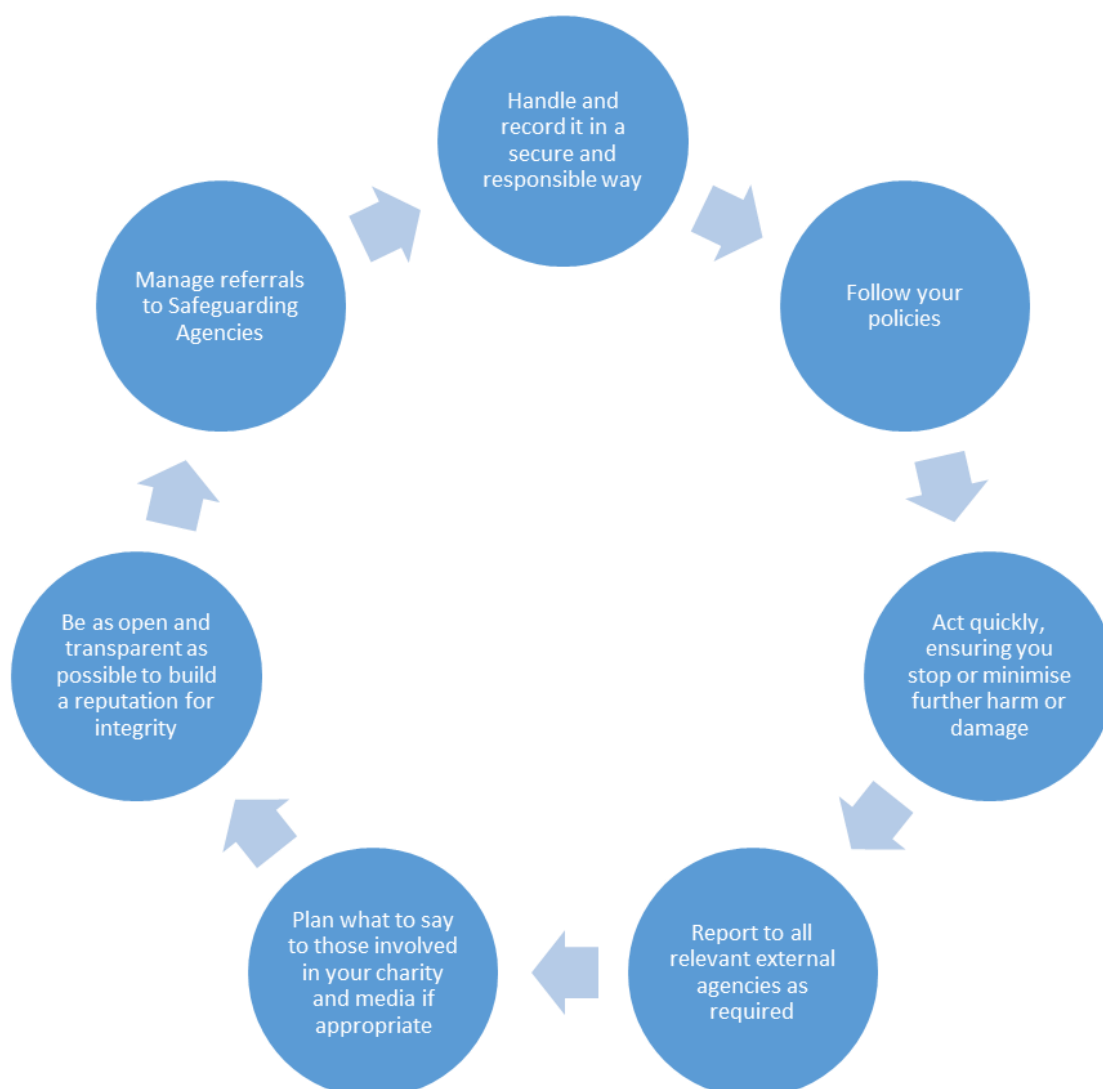 Handle and
record it in a
secure and
responsible way
Follow your
policies
Act quickly,
ensuring you
stop or minimise
further harm or
damage
Report to all
relevant external
agencies as
required
Plan what to say
to those involved
in your charity
and media if
appropriate
Be as open and
transparent as
possible to build
a reputation for
integrity
Manage referrals
to Safeguarding
Agencies